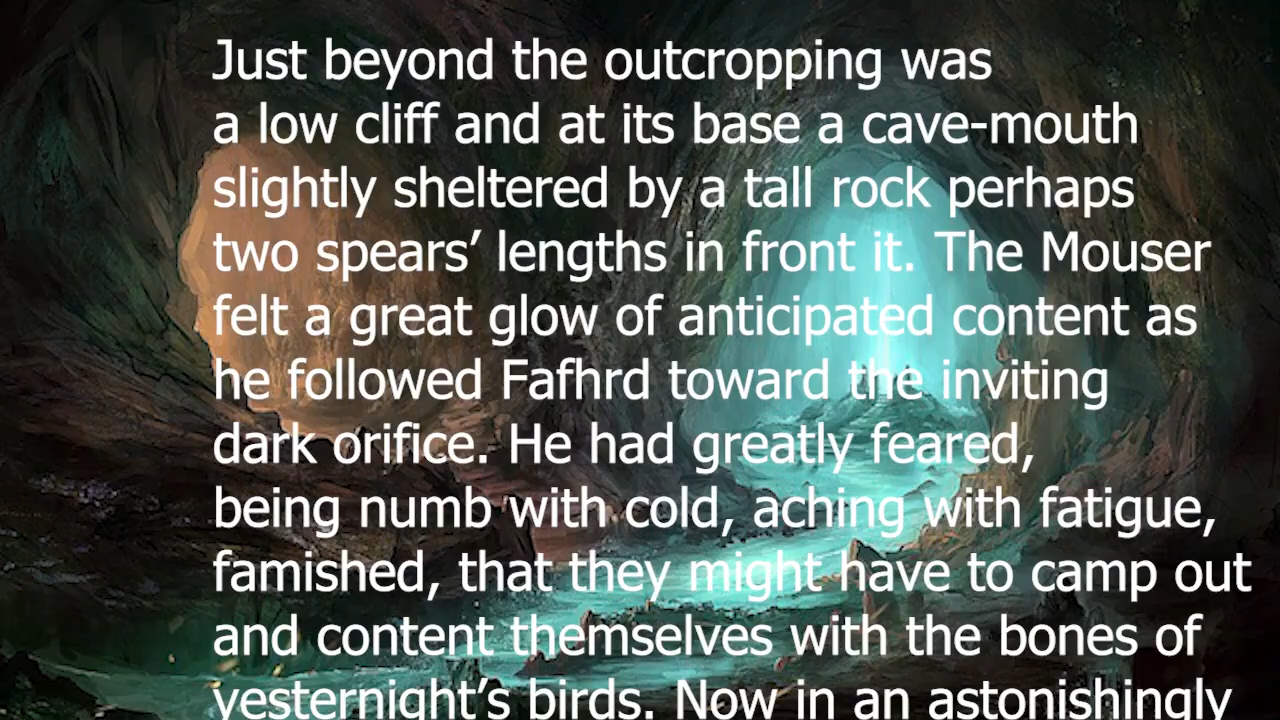 Just beyond the outcropping was
a low cliff and at its base a cave-mouth
slightly sheltered by a tall rock perhaps
two spears’ lengths in front it. The Mouser
felt a great glow of anticipated content as
he followed Fafhrd toward the inviting
dark orifice. He had greatly feared,
being numb with cold, aching with fatigue,
famished, that they might have to camp out
and content themselves with the bones of
yesternight’s birds. Now in an astonishingly